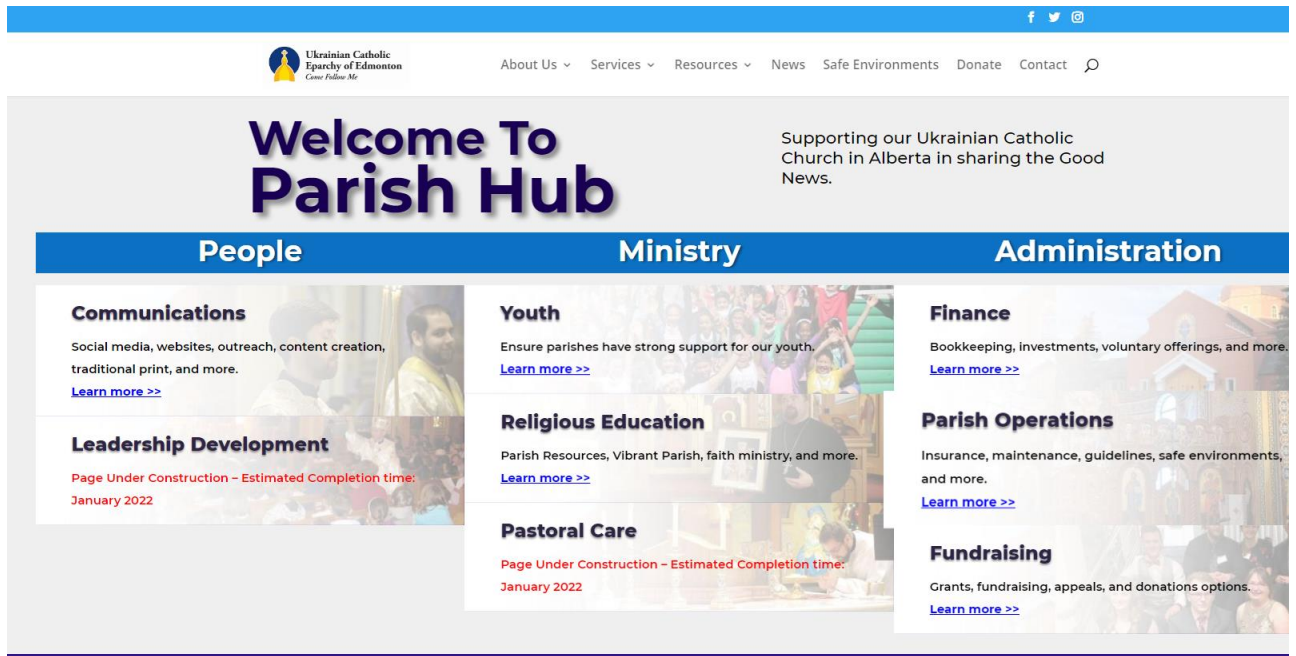 Ukrainian Catholic
Eparchy of Edmonton
Come Follow Me
About Us
Services
Resources
News
Safe Environments
Donate
Contact
Welcome To
Parish Hub
Supporting our Ukrainian Catholic
Church in Alberta in sharing the Good
News.
People
Communications
Social media, websites, outreach, content creation,
traditional print, and more.
Learn more >>
Leadership Development
Page Under Construction – Estimated Completion time:
January 2022
Ministry
Youth
Ensure parishes have strong support for our youth.
Learn more >>
Religious Education
Parish Resources, Vibrant Parish, faith ministry, and more.
Learn more >>
Pastoral Care
Page Under Construction – Estimated Completion time:
January 2022
Administration
Finance
Bookkeeping, investments, voluntary offerings, and more.
Learn more >>
Parish Operations
Insurance, maintenance, guidelines, safe environments,
and more.
Learn more >>
Fundraising
Grants, fundraising, appeals, and donations options.
Learn more >>